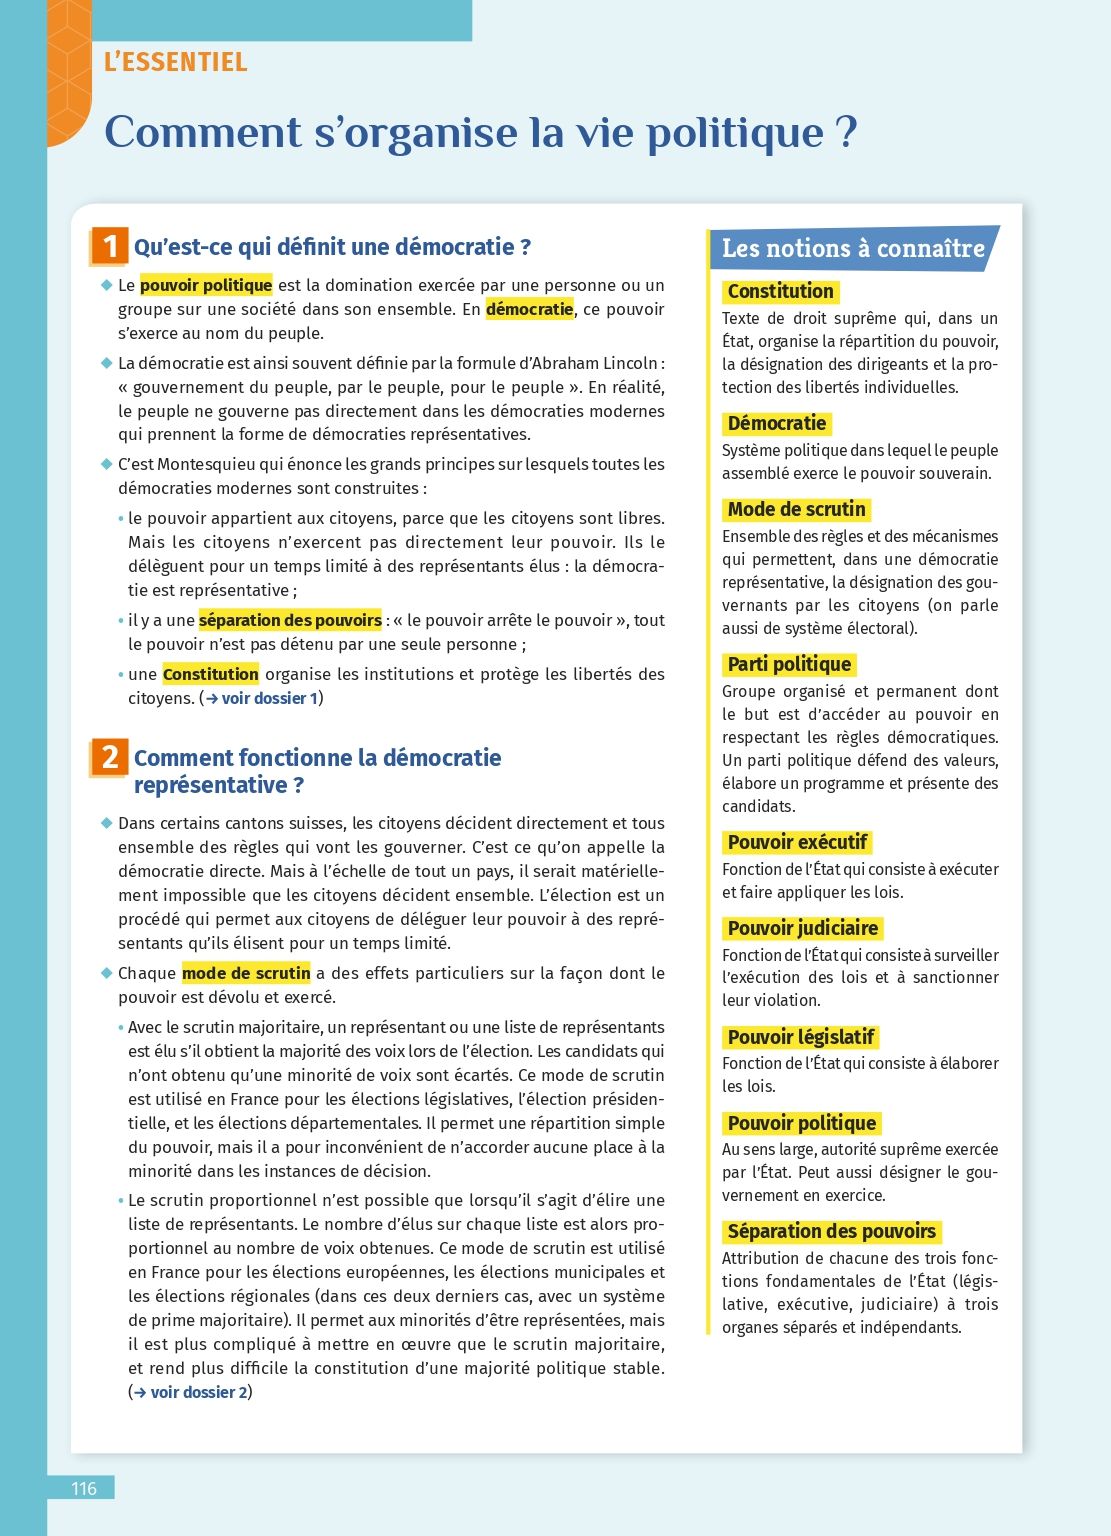 L’ESSENTIEL
Comment s’organise la vie politique ?
1 Qu’est-ce qui définit une démocratie ?
◆ Le pouvoir politique est la domination exercée par une personne ou un
groupe sur une société dans son ensemble. En démocratie, ce pouvoir
s’exerce au nom du peuple.
◆ La démocratie est ainsi souvent définie par la formule d’Abraham Lincoln :
« gouvernement du peuple, par le peuple, pour le peuple ». En réalité,
le peuple ne gouverne pas directement dans les démocraties modernes
qui prennent la forme de démocraties représentatives.
◆ C’est Montesquieu qui énonce les grands principes sur lesquels toutes les
démocraties modernes sont construites :
• le pouvoir appartient aux citoyens, parce que les citoyens sont libres.
Mais les citoyens n’exercent pas directement leur pouvoir. Ils le
délèguent pour un temps limité à des représentants élus : la démocra-
tie est représentative ;
• il y a une séparation des pouvoirs : « le pouvoir arrête le pouvoir », tout
le pouvoir n’est pas détenu par une seule personne ;
• une Constitution organise les institutions et protège les libertés des
citoyens. (→ voir dossier 1)
2 Comment fonctionne la démocratie
représentative ?
◆ Dans certains cantons suisses, les citoyens décident directement et tous
ensemble des règles qui vont les gouverner. C’est ce qu’on appelle la
démocratie directe. Mais à l’échelle de tout un pays, il serait matérielle-
ment impossible que les citoyens décident ensemble. L’élection est un
procédé qui permet aux citoyens de déléguer leur pouvoir à des repré-
sentants qu’ils élisent pour un temps limité.
◆ Chaque mode de scrutin a des effets particuliers sur la façon dont le
pouvoir est dévolu et exercé.
• Avec le scrutin majoritaire, un représentant ou une liste de représentants
est élu s’il obtient la majorité des voix lors de l’élection. Les candidats qui
n’ont obtenu qu’une minorité de voix sont écartés. Ce mode de scrutin
est utilisé en France pour les élections législatives, l’élection présiden-
tielle, et les élections départementales. Il permet une répartition simple
du pouvoir, mais il a pour inconvénient de n’accorder aucune place à la
minorité dans les instances de décision.
• Le scrutin proportionnel n’est possible que lorsqu’il s’agit d’élire une
liste de représentants. Le nombre d’élus sur chaque liste est alors pro-
portionnel au nombre de voix obtenues. Ce mode de scrutin est utilisé
en France pour les élections européennes, les élections municipales et
les élections régionales (dans ces deux derniers cas, avec un système
de prime majoritaire). Il permet aux minorités d’être représentées, mais
il est plus compliqué à mettre en œuvre que le scrutin majoritaire,
et rend plus difficile la constitution d’une majorité politique stable.
(→ voir dossier 2)
Les notions à connaître
Constitution
Texte de droit suprême qui, dans un
État, organise la répartition du pouvoir,
la désignation des dirigeants et la pro-
tection des libertés individuelles.
Démocratie
Système politique dans lequel le peuple
assemblé exerce le pouvoir souverain.
Mode de scrutin
Ensemble des règles et des mécanismes
qui permettent, dans une démocratie
représentative, la désignation des gou-
vernants par les citoyens (on parle
aussi de système électoral).
Parti politique
Groupe organisé et permanent dont
le but est d’accéder au pouvoir en
respectant les règles démocratiques.
Un parti politique défend des valeurs,
élabore un programme et présente des
candidats.
Pouvoir exécutif
Fonction de l’État qui consiste à exécuter
et faire appliquer les lois.
Pouvoir judiciaire
Fonction de l’État qui consiste à surveiller
l’exécution des lois et à sanctionner
leur violation.
Pouvoir législatif
Fonction de l’État qui consiste à élaborer
les lois.
Pouvoir politique
Au sens large, autorité suprême exercée
par l’État. Peut aussi désigner le gou-
vernement en exercice.
Séparation des pouvoirs
Attribution de chacune des trois fonc-
tions fondamentales de l’État (légis-
lative, exécutive, judiciaire) à trois
organes séparés et indépendants.
116